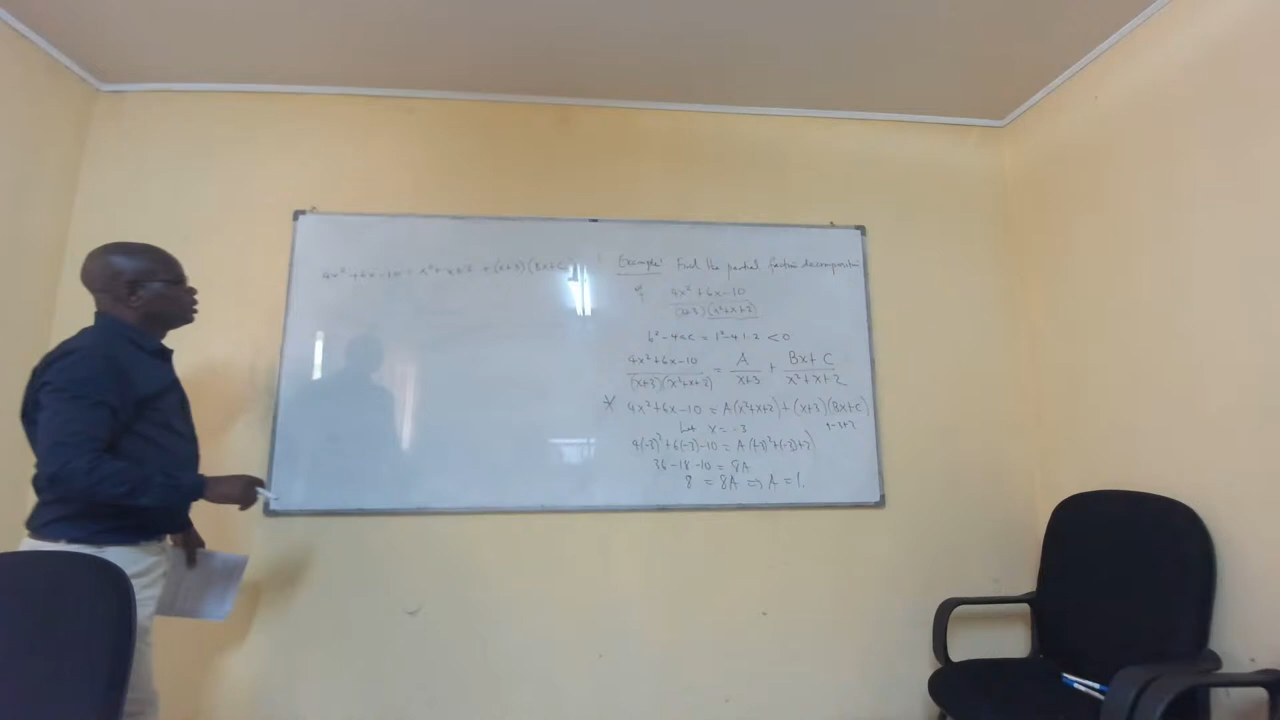 4x² + 6x - 10 = x² + x + 2 + (x+3)(Bx+C)
Example: Find the partial fraction decomposition
of
4x² + 6x - 10
(x+3)(x²+x+2)
b² - 4ac = 1² - 4·1·2 < 0
4x² + 6x - 10 / (x+3)(x²+x+2) = A / x+3 + Bx + C / x² + x + 2
* 4x² + 6x - 10 = A(x²+x+2) + (x+3)(Bx+C)
Let x = -3
9-3+2
4(-3)² + 6(-3) - 10 = A((-3)² + (-3) + 2)
36 - 18 - 10 = 8A
8 = 8A ⇒ A = 1.